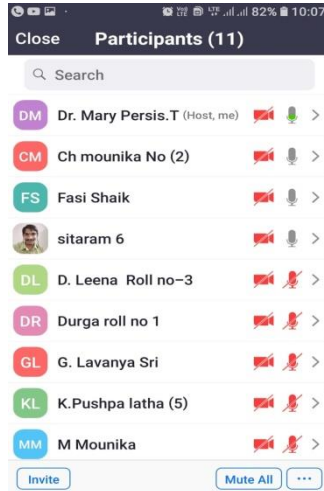 82% 10:07
Close Participants (11)
Search
DM Dr. Mary Persis.T (Host, me)
CM Ch mounika No (2)
FS Fasi Shaik
sitaram 6
DL D. Leena Roll no-3
DR Durga roll no 1
GL G. Lavanya Sri
KL K.Pushpa latha (5)
MM M Mounika
Invite Mute All ...